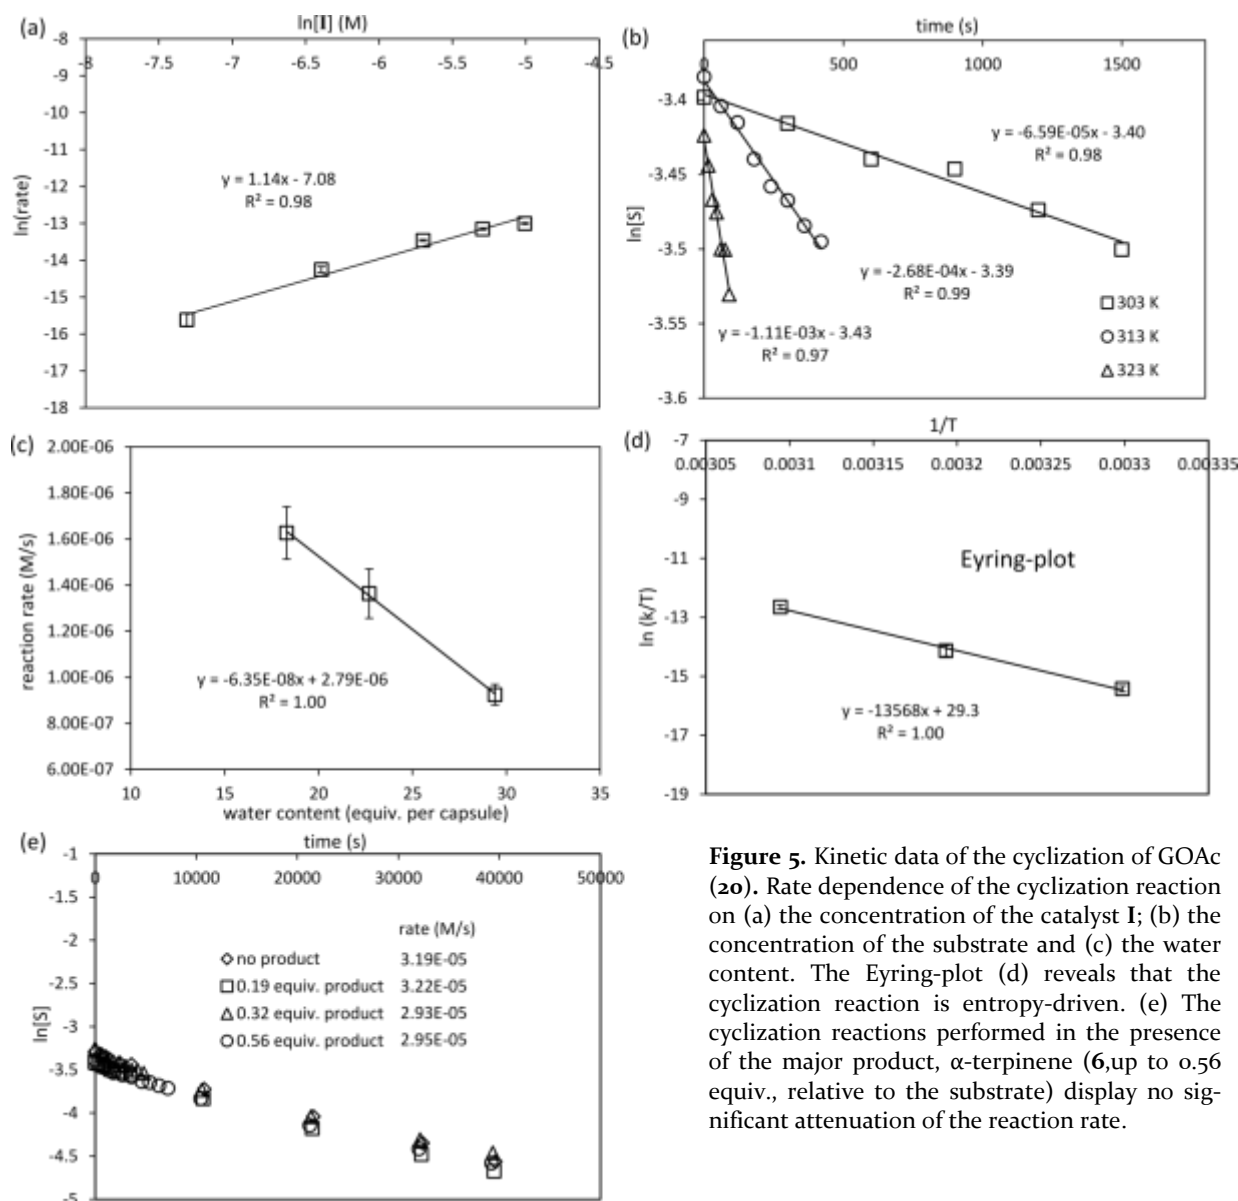 (a)
ln[I] (M)
-8 -7.5 -7 -6.5 -6 -5.5 -5 -4.5
-8
-9
-10
-11
-12
-13
-14
-15
-16
-17
-18
ln(rate)
y = 1.14x - 7.08
R² = 0.98
(b)
time (s)
0 500 1000 1500
-3.4
-3.45
-3.5
-3.55
-3.6
ln[S]
y = -6.59E-05x - 3.40
R² = 0.98
y = -2.68E-04x - 3.39
R² = 0.99
y = -1.11E-03x - 3.43
R² = 0.97
303 K
313 K
323 K
(c)
2.00E-06
1.80E-06
1.60E-06
1.40E-06
1.20E-06
1.00E-06
8.00E-07
6.00E-07
reaction rate (M/s)
y = -6.35E-08x + 2.79E-06
R² = 1.00
10 15 20 25 30 35
water content (equiv. per capsule)
(d)
1/T
0.00305 0.0031 0.00315 0.0032 0.00325 0.0033 0.00335
-7
-9
-11
-13
-15
-17
-19
ln (k/T)
Eyring-plot
y = -13568x + 29.3
R² = 1.00
(e)
time (s)
0 10000 20000 30000 40000 50000
-1
-1.5
-2
-2.5
-3
-3.5
-4
-4.5
-5
ln[S]
rate (M/s)
no product 3.19E-05
0.19 equiv. product 3.22E-05
0.32 equiv. product 2.93E-05
0.56 equiv. product 2.95E-05
Figure 5. Kinetic data of the cyclization of GOAc
(20). Rate dependence of the cyclization reaction
on (a) the concentration of the catalyst I; (b) the
concentration of the substrate and (c) the water
content. The Eyring-plot (d) reveals that the
cyclization reaction is entropy-driven. (e) The
cyclization reactions performed in the presence
of the major product, α-terpinene (6,up to 0.56
equiv., relative to the substrate) display no sig-
nificant attenuation of the reaction rate.